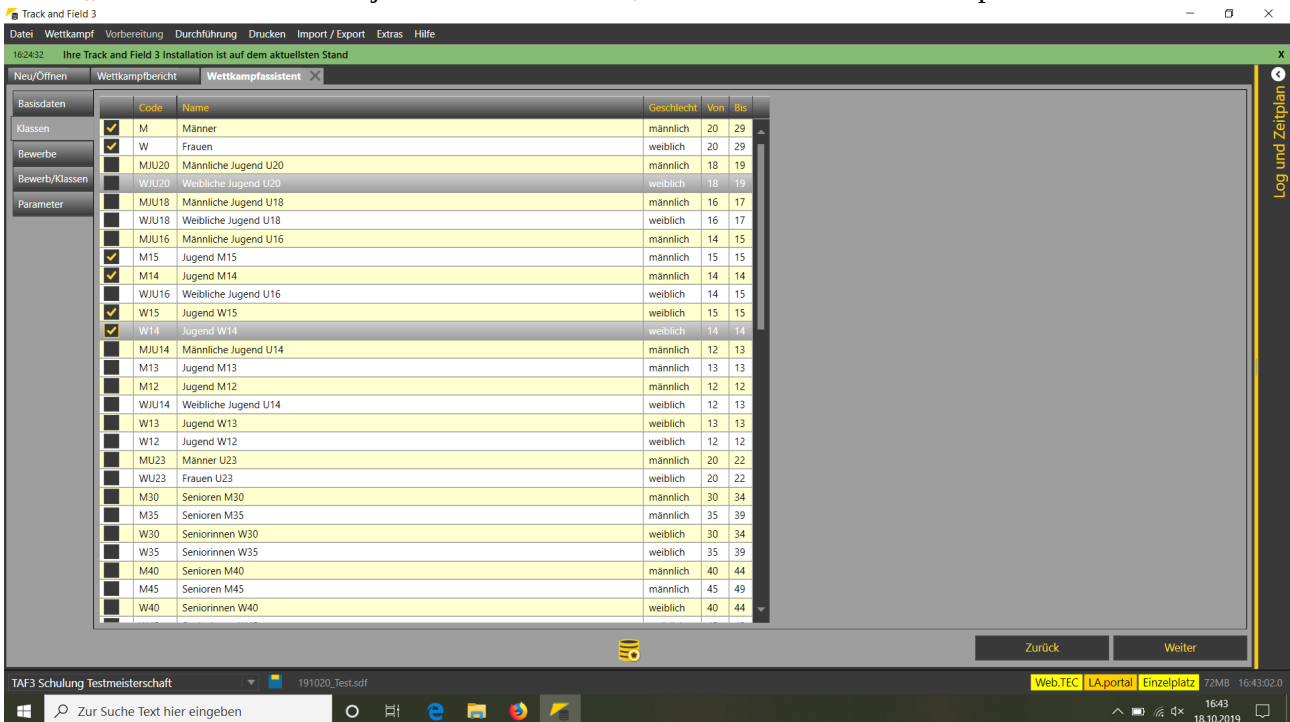 Track and Field 3
Datei Wettkampf Vorbereitung Durchführung Drucken Import / Export Extras Hilfe
16:24:32 Ihre Track and Field 3 Installation ist auf dem aktuellsten Stand X
Neu/Öffnen Wettkampfbericht Wettkampfassistent
Log und Zeitplan
Basisdaten
Klassen
Bewerbe
Bewerb/Klassen
Parameter
Code Name Geschlecht Von Bis
M Männer männlich 20 29
W Frauen weiblich 20 29
MJU20 Männliche Jugend U20 männlich 18 19
WJU20 Weibliche Jugend U20 weiblich 18 19
MJU18 Männliche Jugend U18 männlich 16 17
WJU18 Weibliche Jugend U18 weiblich 16 17
MJU16 Männliche Jugend U16 männlich 14 15
M15 Jugend M15 männlich 15 15
M14 Jugend M14 männlich 14 14
WJU16 Weibliche Jugend U16 weiblich 14 15
W15 Jugend W15 weiblich 15 15
W14 Jugend W14 weiblich 14 14
MJU14 Männliche Jugend U14 männlich 12 13
M13 Jugend M13 männlich 13 13
M12 Jugend M12 männlich 12 12
WJU14 Weibliche Jugend U14 weiblich 12 13
W13 Jugend W13 weiblich 13 13
W12 Jugend W12 weiblich 12 12
MU23 Männer U23 männlich 20 22
WU23 Frauen U23 weiblich 20 22
M30 Senioren M30 männlich 30 34
M35 Senioren M35 männlich 35 39
W30 Seniorinnen W30 weiblich 30 34
W35 Seniorinnen W35 weiblich 35 39
M40 Senioren M40 männlich 40 44
M45 Senioren M45 männlich 45 49
W40 Seniorinnen W40 weiblich 40 44
Zurück Weiter
TAF3 Schulung Testmeisterschaft 191020_Test.sdf Web.TEC LA.portal Einzelplatz 72MB 16:43:02.0
Zur Suche Text hier eingeben 16:43
18.10.2019